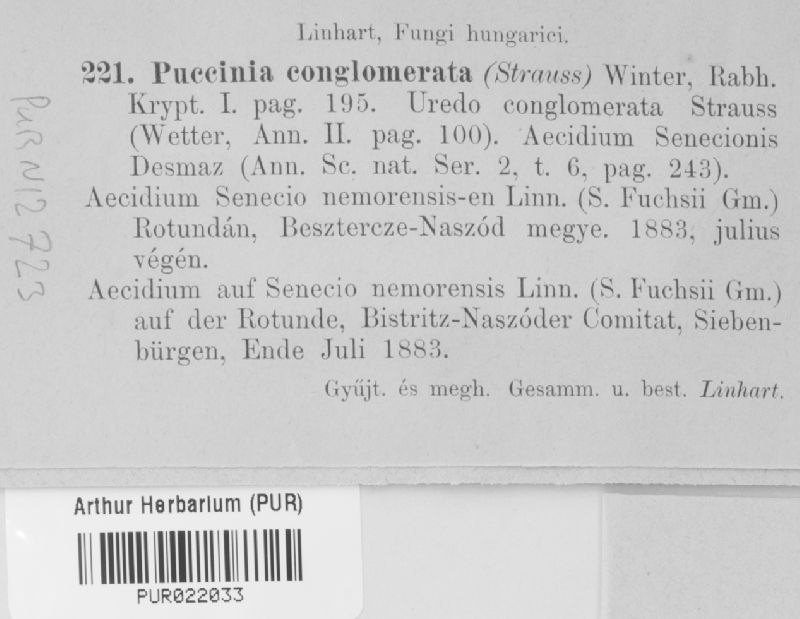 Linhart, Fungi hungarici.
221. Puccinia conglomerata (Strauss) Winter, Rabh.
Krypt. I. pag. 195. Uredo conglomerata Strauss
(Wetter, Ann. II. pag. 100). Aecidium Senecionis
Desmaz (Ann. Sc. nat. Ser. 2, t. 6, pag. 243).
Aecidium Senecio nemorensis-en Linn. (S. Fuchsii Gm.)
Rotundán, Besztercze-Naszód megye. 1883, julius
végén.
Aecidium auf Senecio nemorensis Linn. (S. Fuchsii Gm.)
auf der Rotunde, Bistritz-Naszóder Comitat, Sieben-
bürgen, Ende Juli 1883.
Gyűjt. és megh. Gesamm. u. best. Linhart.
PUR N12723
Arthur Herbarium (PUR)
PUR022033